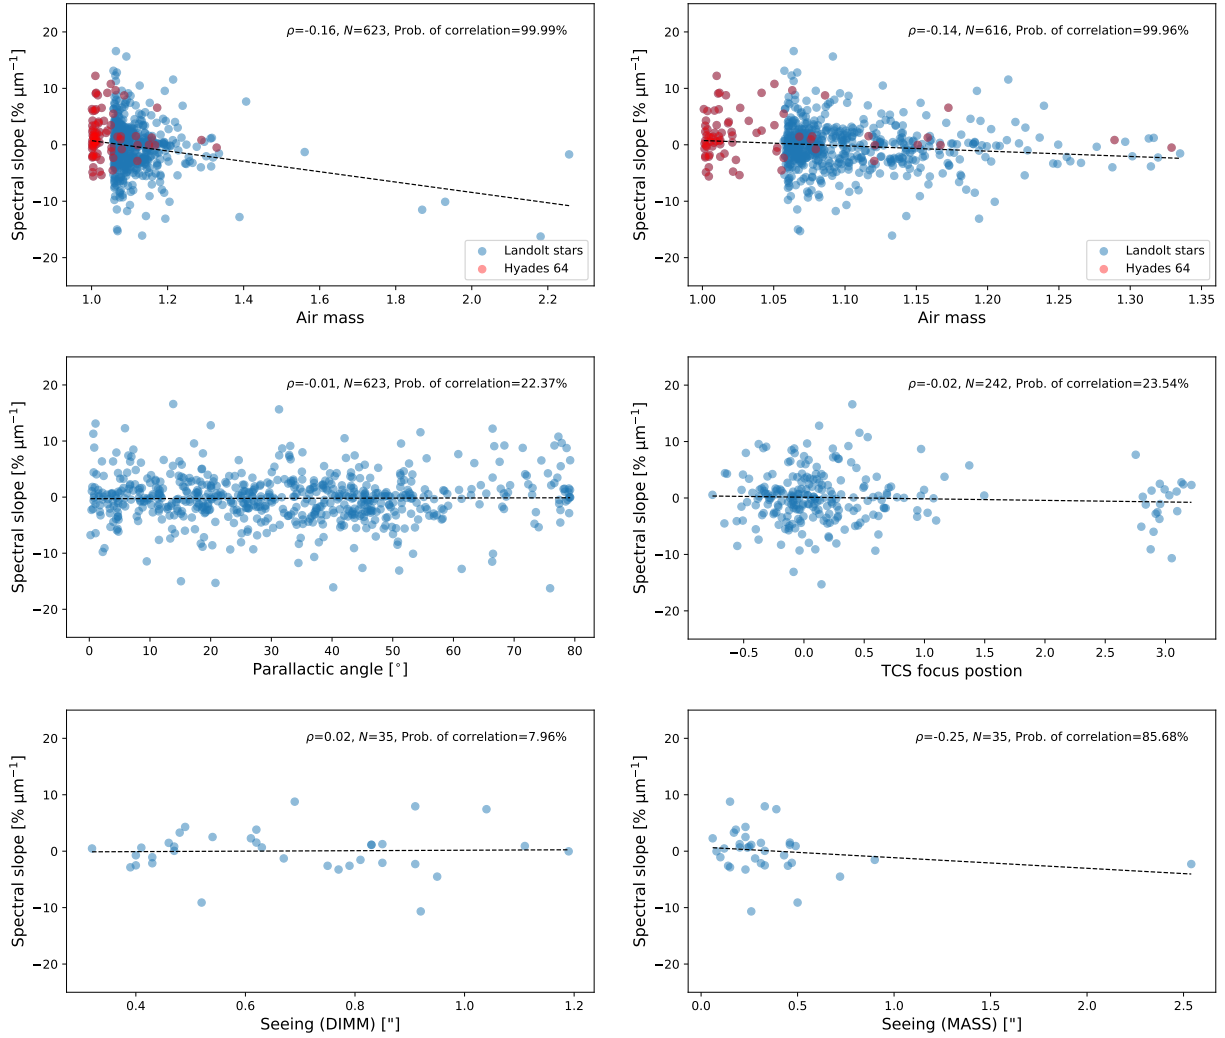 ρ=-0.16, N=623, Prob. of correlation=99.99%
20
10
0
−10
−20
Spectral slope [% μm⁻¹]
Landolt stars
Hyades 64
1.0 1.2 1.4 1.6 1.8 2.0 2.2
Air mass
ρ=-0.14, N=616, Prob. of correlation=99.96%
20
10
0
−10
−20
Spectral slope [% μm⁻¹]
Landolt stars
Hyades 64
1.00 1.05 1.10 1.15 1.20 1.25 1.30 1.35
Air mass
ρ=-0.01, N=623, Prob. of correlation=22.37%
20
10
0
−10
−20
Spectral slope [% μm⁻¹]
0 10 20 30 40 50 60 70 80
Parallactic angle [°]
ρ=-0.02, N=242, Prob. of correlation=23.54%
20
10
0
−10
−20
Spectral slope [% μm⁻¹]
−0.5 0.0 0.5 1.0 1.5 2.0 2.5 3.0
TCS focus postion
ρ=0.02, N=35, Prob. of correlation=7.96%
20
10
0
−10
−20
Spectral slope [% μm⁻¹]
0.4 0.6 0.8 1.0 1.2
Seeing (DIMM) ["]
ρ=-0.25, N=35, Prob. of correlation=85.68%
20
10
0
−10
−20
Spectral slope [% μm⁻¹]
0.0 0.5 1.0 1.5 2.0 2.5
Seeing (MASS) ["]